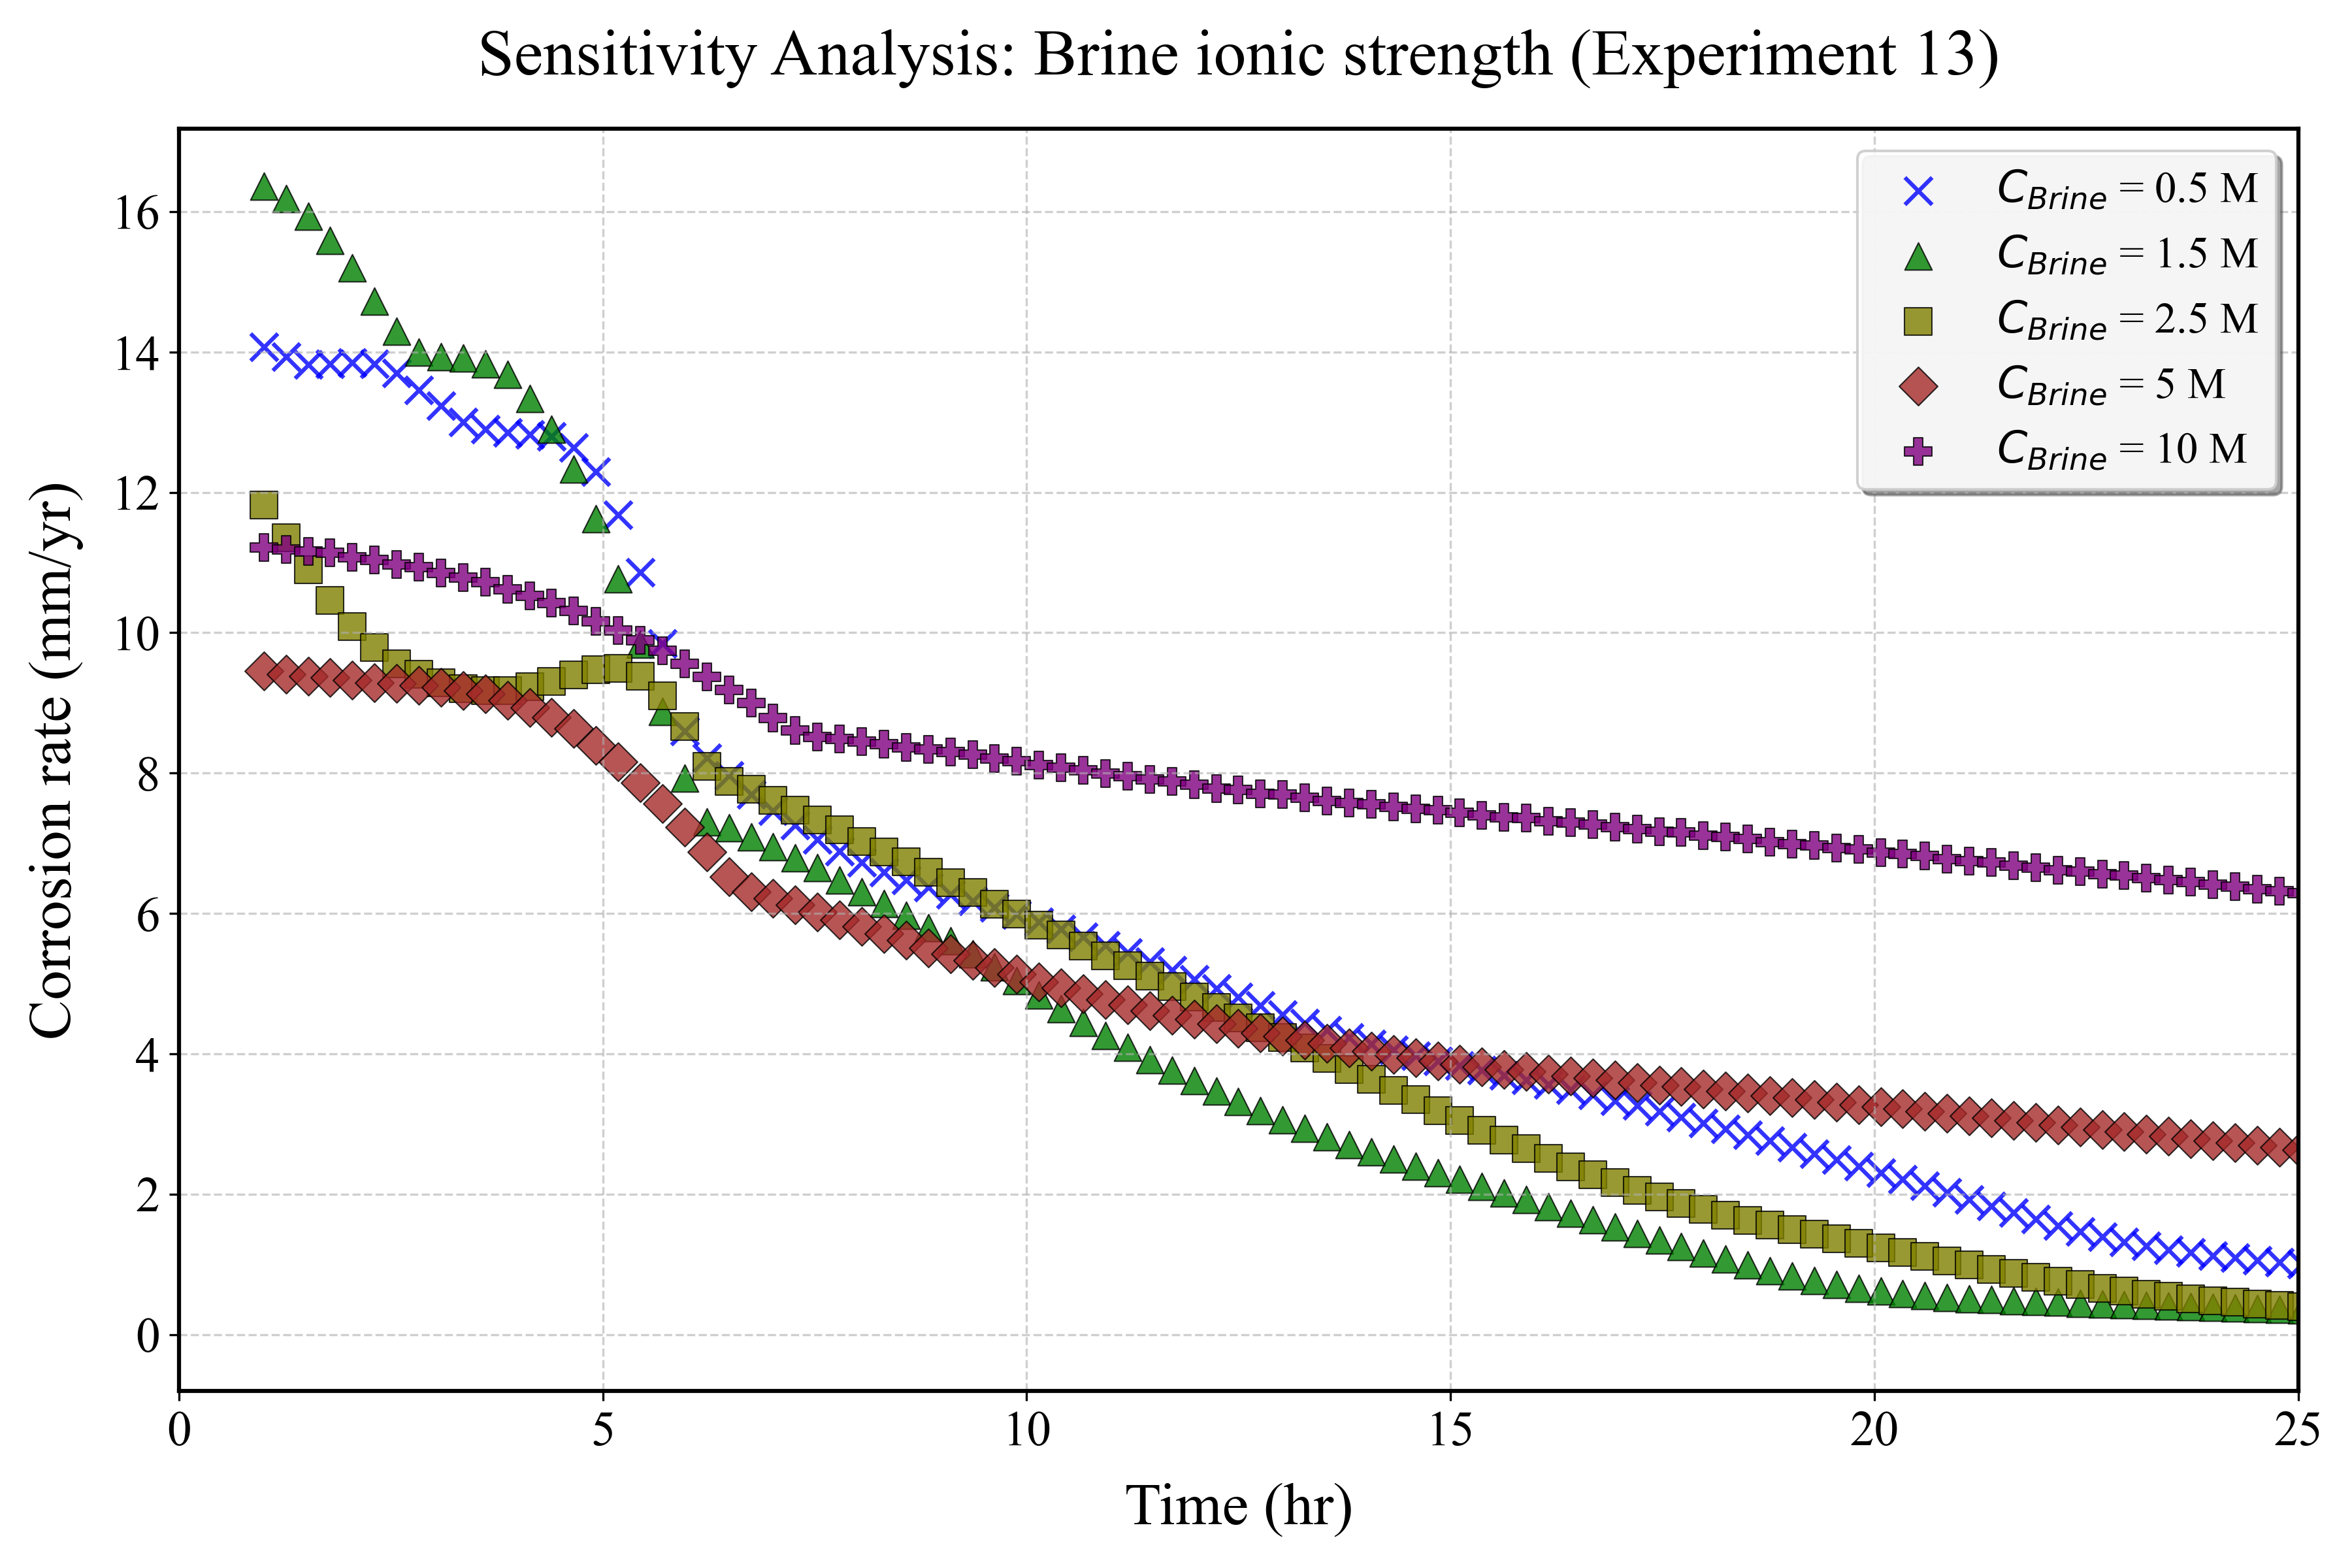 Sensitivity Analysis: Brine ionic strength (Experiment 13)
C_Brine = 0.5 M
C_Brine = 1.5 M
C_Brine = 2.5 M
C_Brine = 5 M
C_Brine = 10 M
Corrosion rate (mm/yr)
16
14
12
10
8
6
4
2
0
0 5 10 15 20 25
Time (hr)